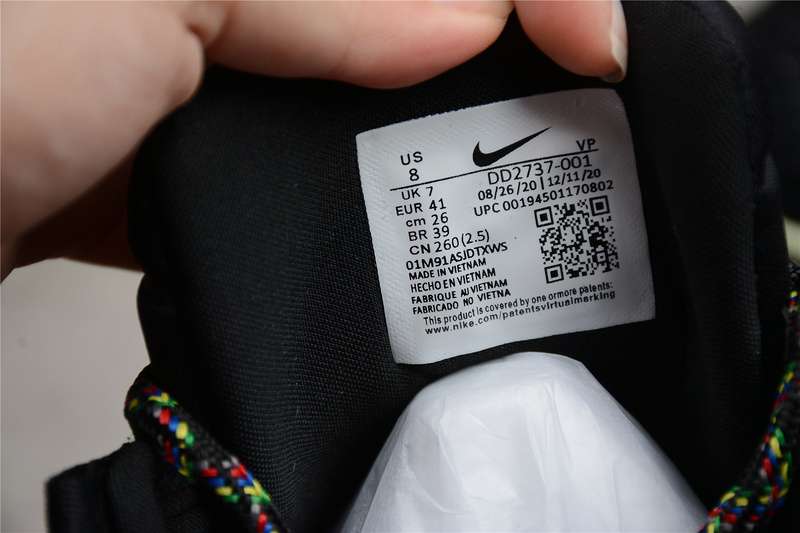 US
8
VP
DD2737-001
UK 7
08/26/20 | 12/11/20
EUR 41
UPC 00194501170802
cm 26
BR 39
CN 260 (2.5)
01M91ASJDTXWS
MADE IN VIETNAM
HECHO EN VIETNAM
FABRIQUE AU VIETNAM
FABRICADO NO VIETNA
This product is covered by one ormore patents:
www.nike.com/patentsvirtualmarking